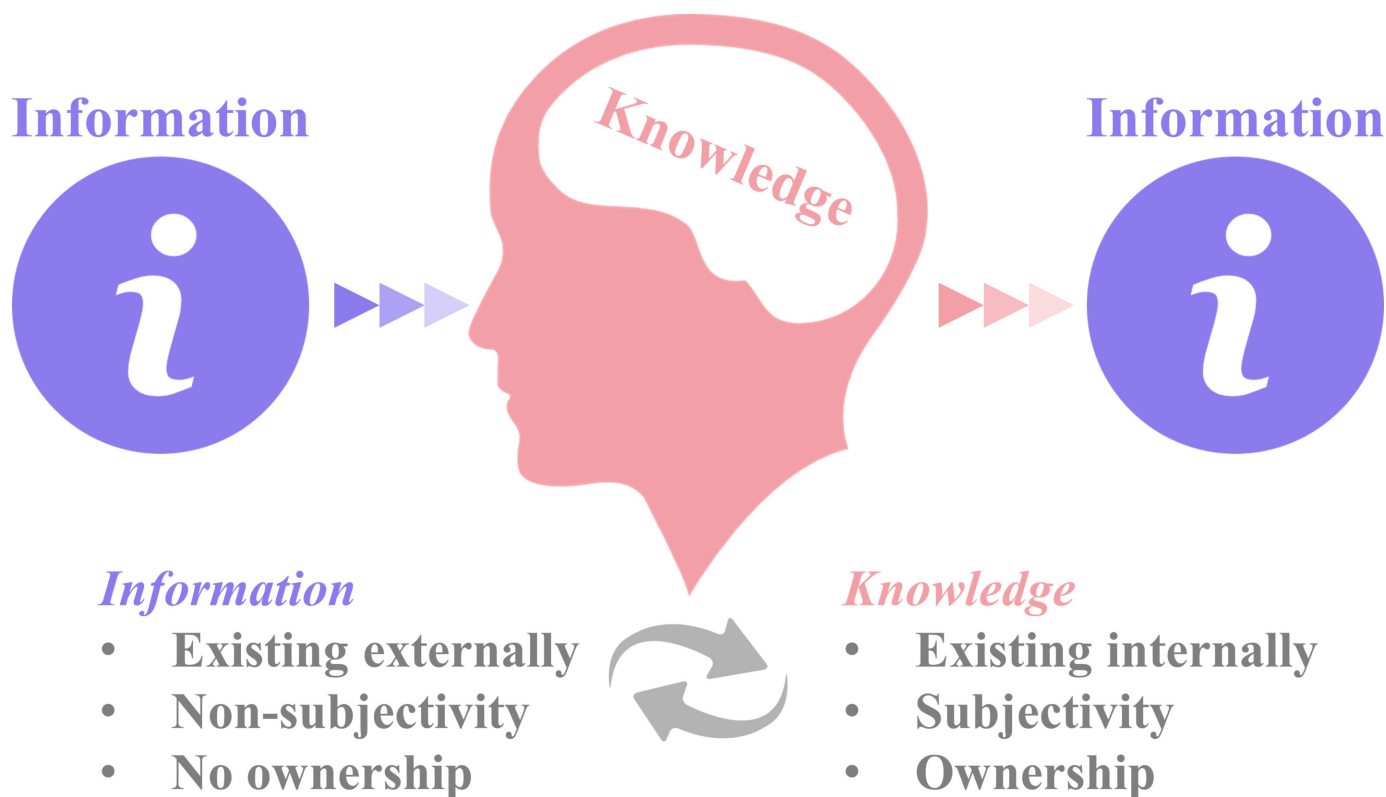 Information
Knowledge
Information
i
i
Information
• Existing externally
• Non-subjectivity
• No ownership
Knowledge
• Existing internally
• Subjectivity
• Ownership